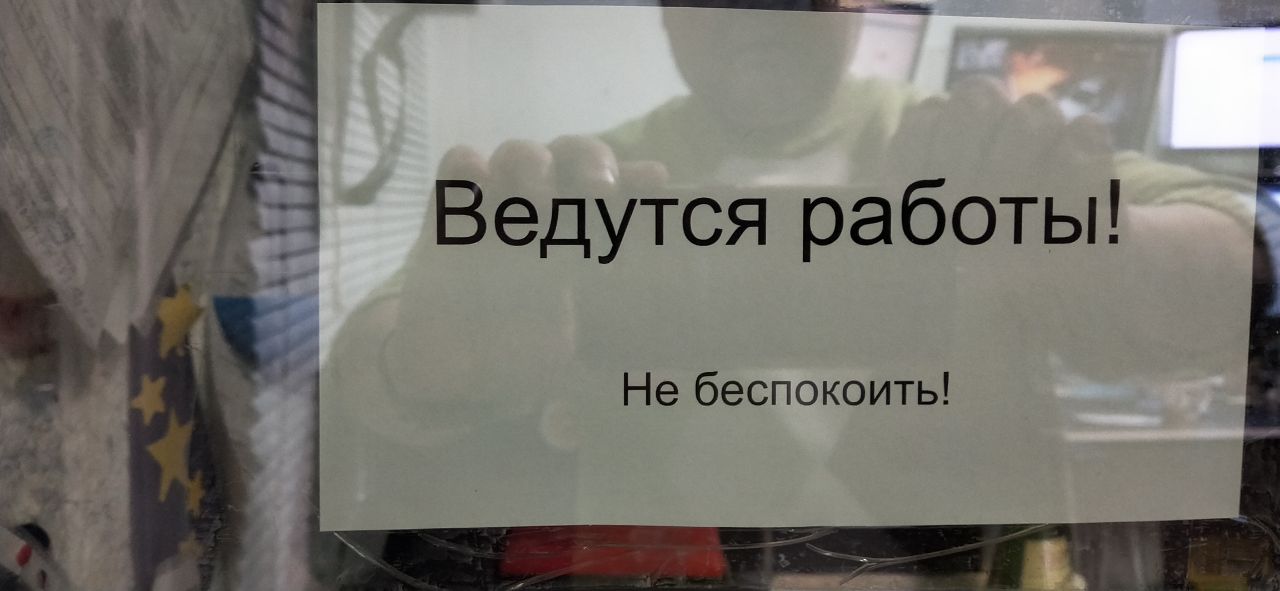 Ведутся работы!
Не беспокоить!